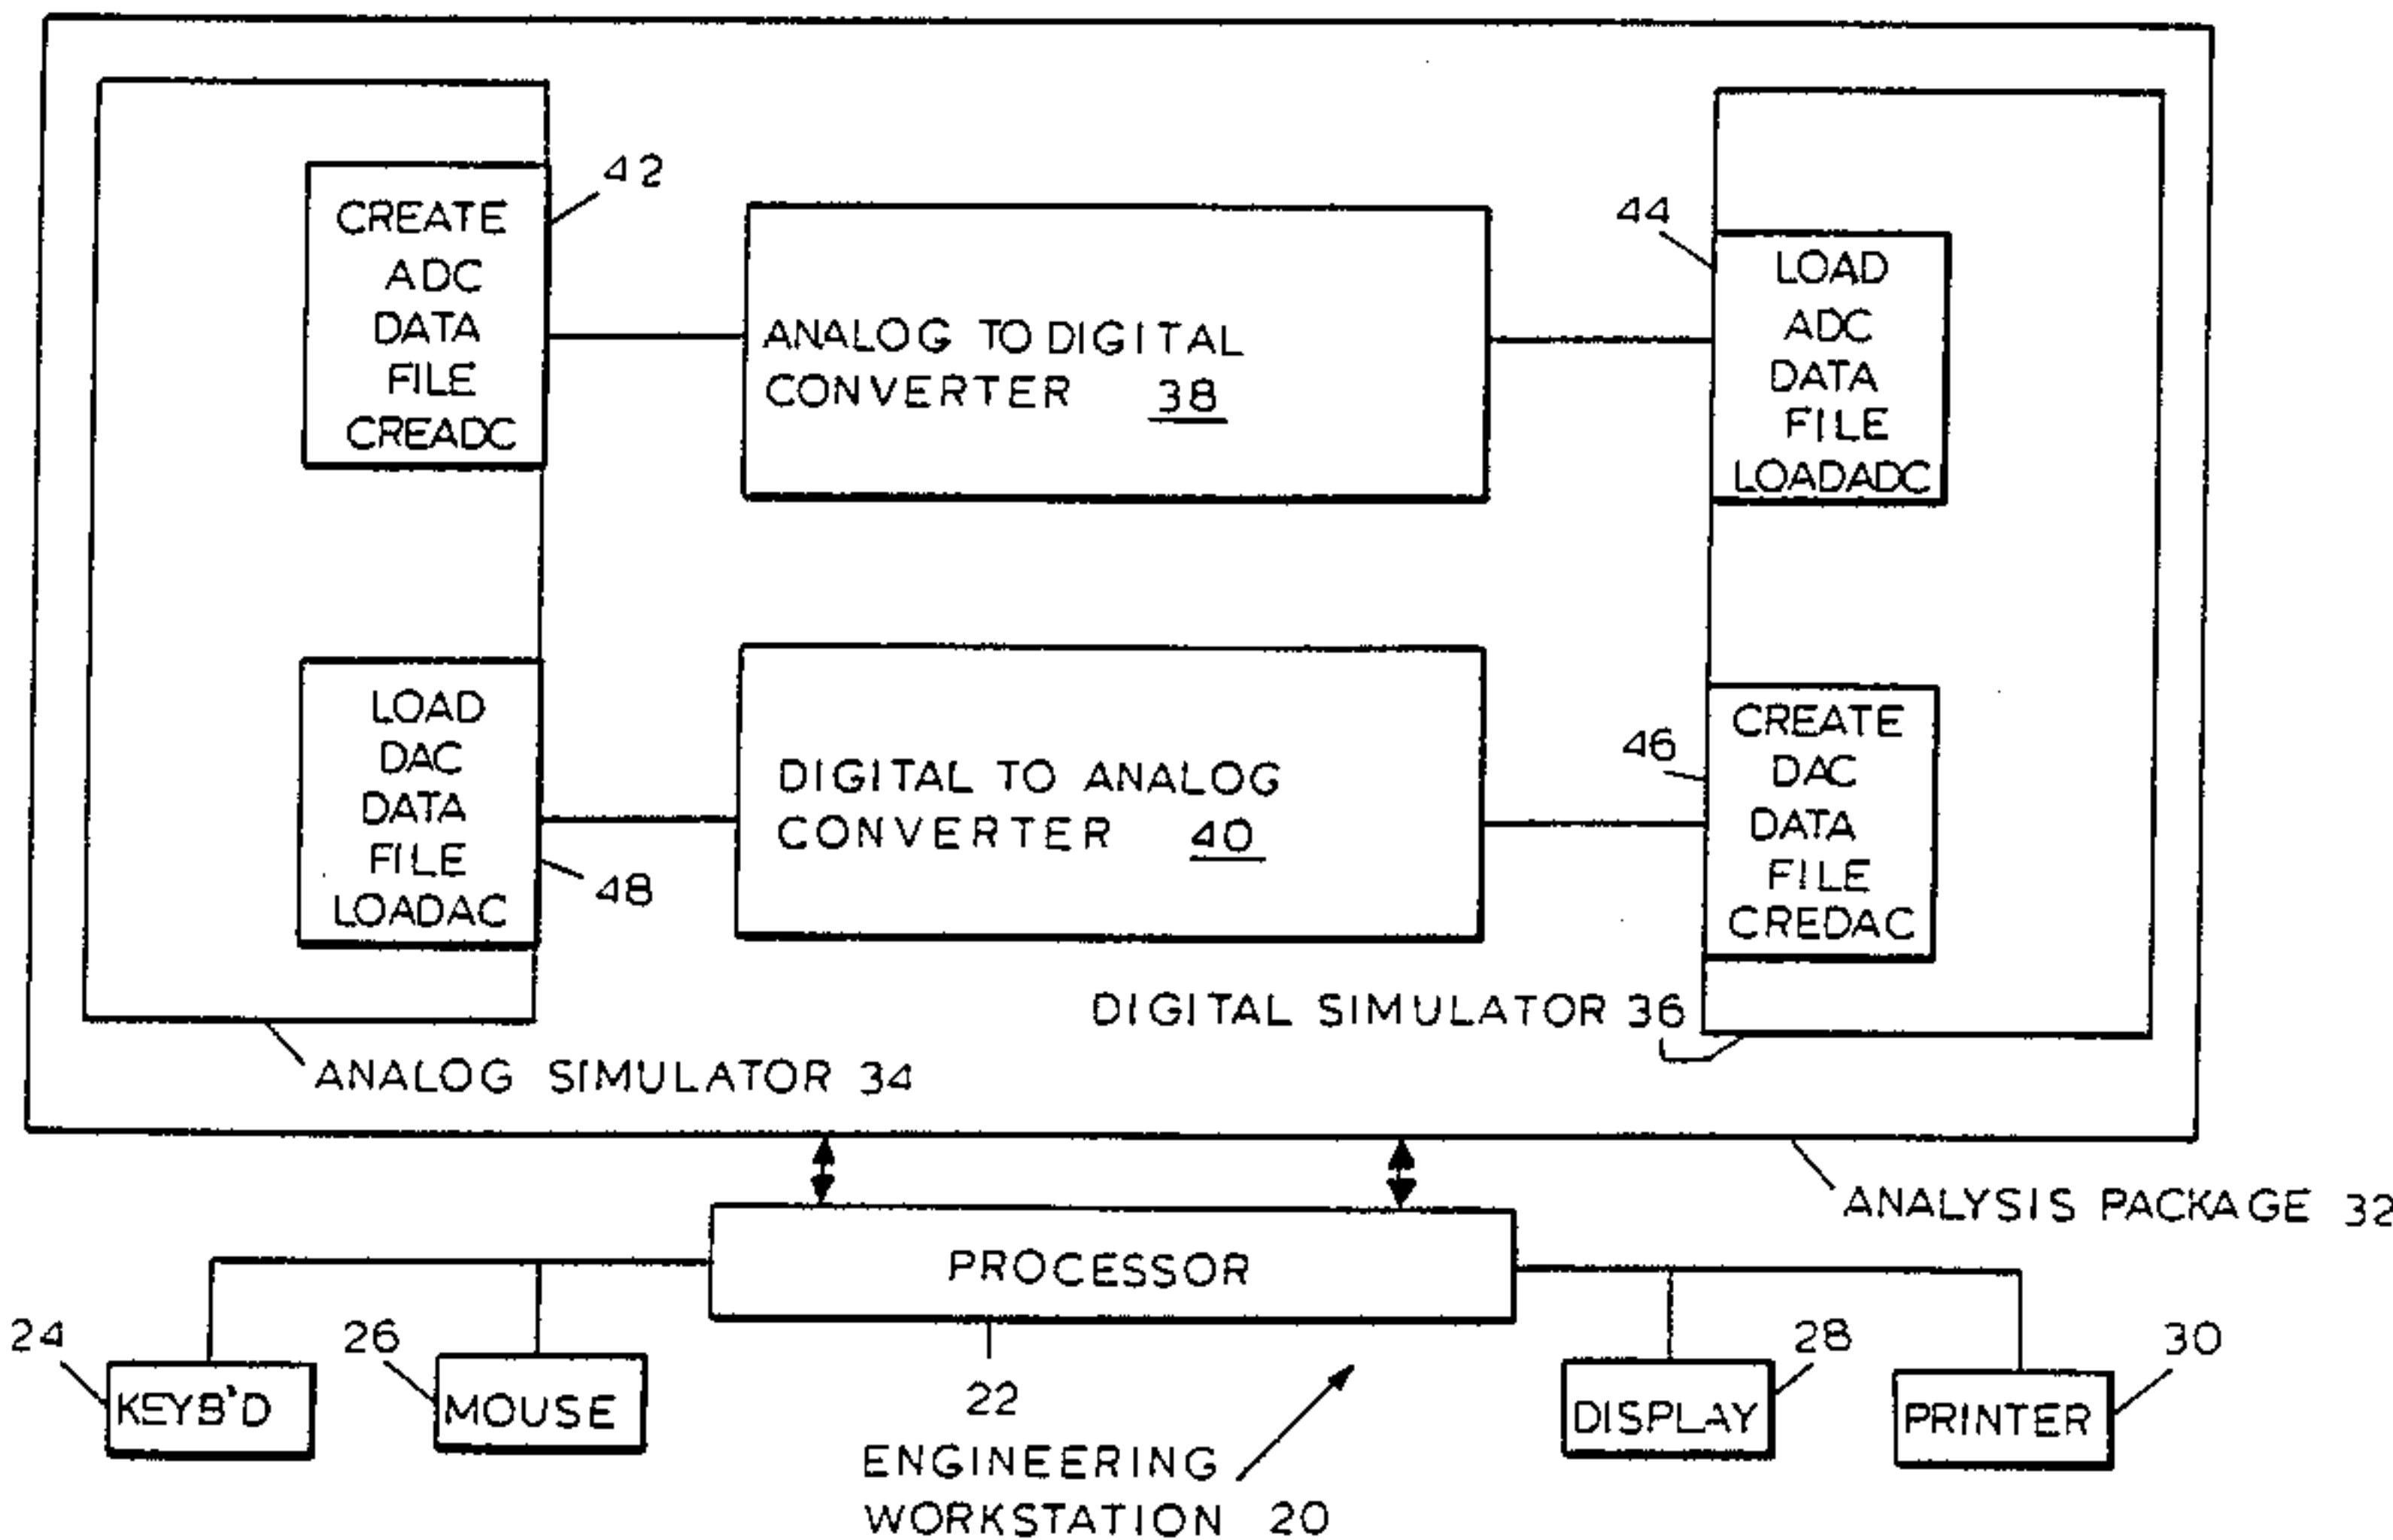 42
CREATE
ADC
DATA
FILE
CREADC
ANALOG TO DIGITAL
CONVERTER 38
44
LOAD
ADC
DATA
FILE
LOADADC
LOAD
DAC
DATA
FILE
LOADAC
48
DIGITAL TO ANALOG
CONVERTER 40
46
CREATE
DAC
DATA
FILE
CREDAC
DIGITAL SIMULATOR 36
ANALOG SIMULATOR 34
ANALYSIS PACKAGE 32
PROCESSOR
24
KEYB'D
26
MOUSE
22
28
DISPLAY
30
PRINTER
ENGINEERING
WORKSTATION 20